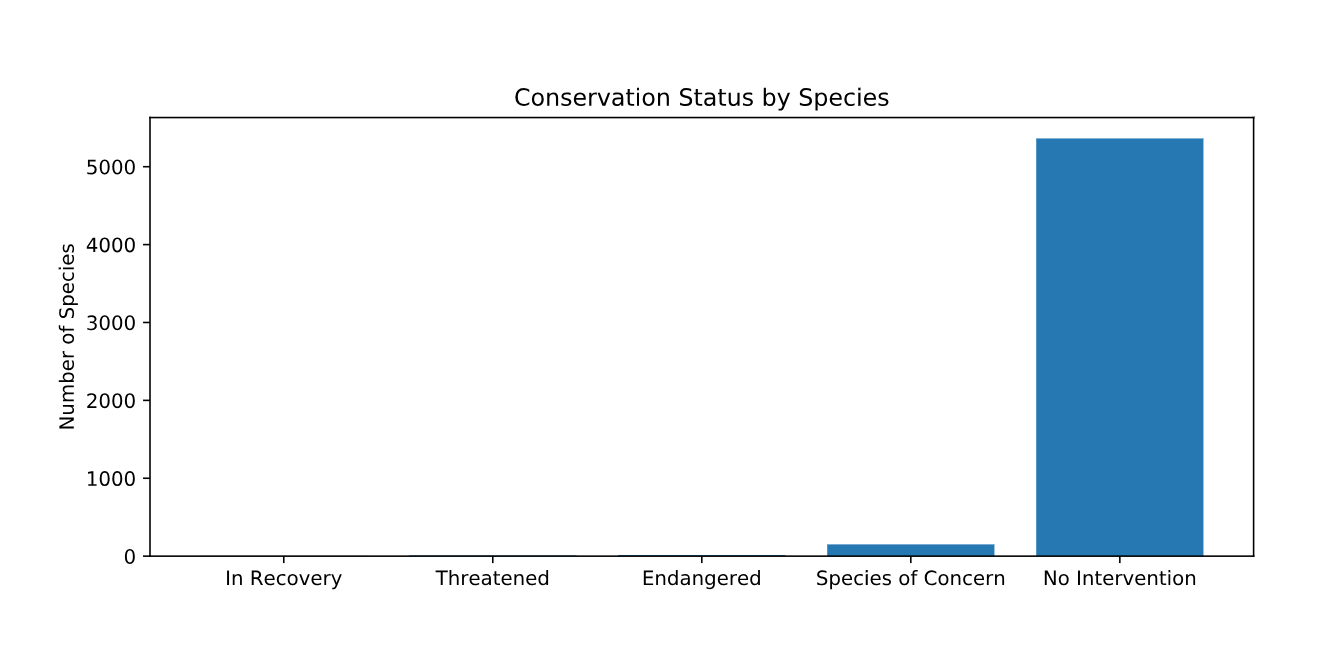 Conservation Status by Species
Number of Species
5000
4000
3000
2000
1000
0
In Recovery
Threatened
Endangered
Species of Concern
No Intervention